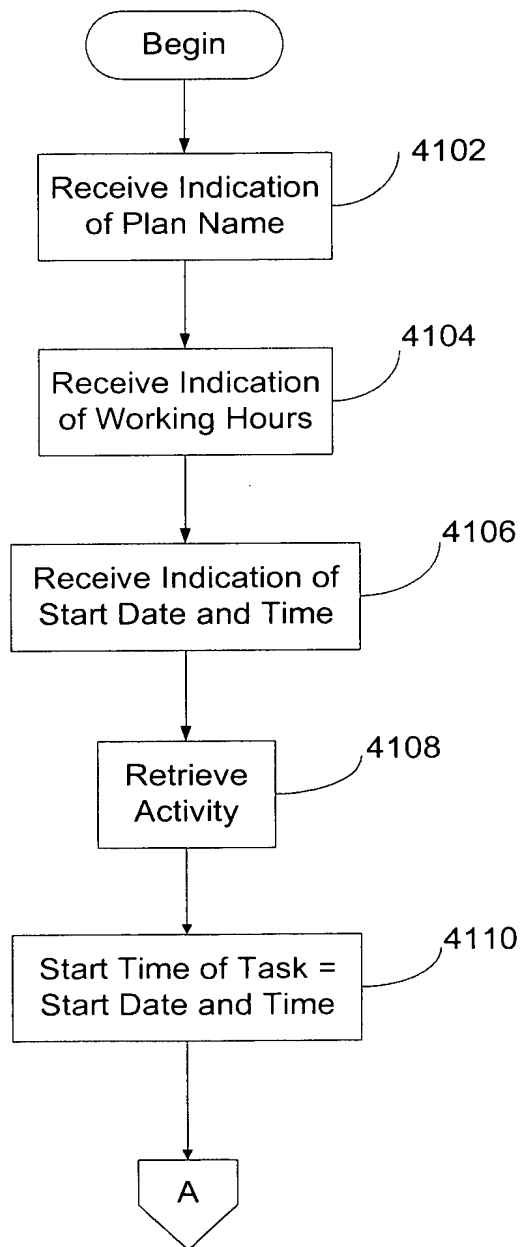 Begin
4102
Receive Indication
of Plan Name
4104
Receive Indication
of Working Hours
4106
Receive Indication of
Start Date and Time
4108
Retrieve
Activity
4110
Start Time of Task =
Start Date and Time
A